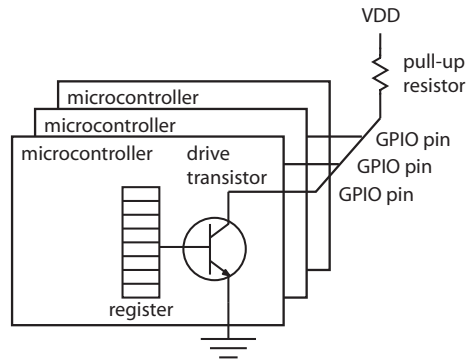 VDD
pull-up
resistor
microcontroller
microcontroller
microcontroller
drive
transistor
GPIO pin
GPIO pin
GPIO pin
register